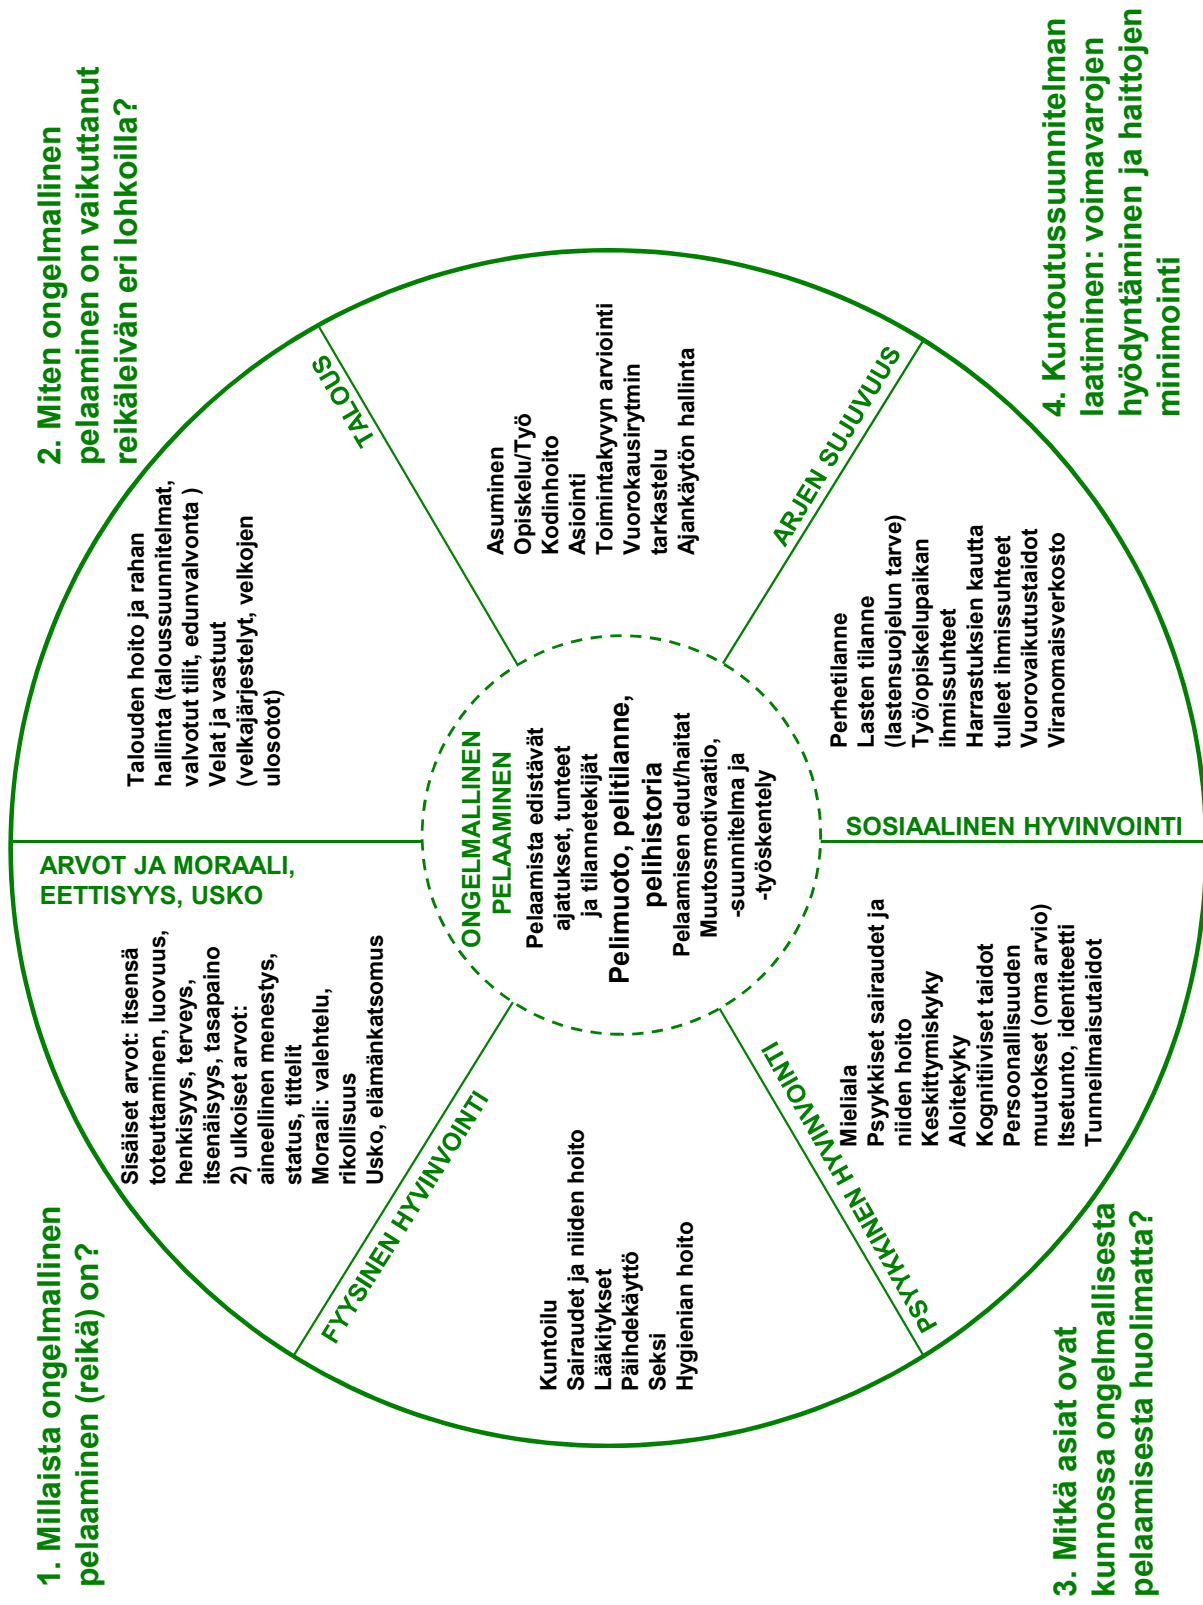 1. Millaista ongelmallinen
pelaaminen (reikä) on?
2. Miten ongelmallinen
pelaaminen on vaikuttanut
reikäleivän eri lohkoilla?
ARVOT JA MORAALI,
EETTISYYS, USKO
Sisäiset arvot: itsensä
toteuttaminen, luovuus,
henkisyys, terveys,
itsenäisyys, tasapaino
2) ulkoiset arvot:
aineellinen menestys,
status, tittelit
Moraali: valehtelu,
rikollisuus
Usko, elämänkatsomus
TALOUS
Talouden hoito ja rahan
hallinta (taloussuunnitelmat,
valvotut tilit, edunvalvonta )
Velat ja vastuut
(velkajärjestelyt, velkojen
ulosotot)
FYYSINEN HYVINVOINTI
Kuntoilu
Sairaudet ja niiden hoito
Lääkitykset
Päihdekäyttö
Seksi
Hygienian hoito
ONGELMALLINEN
PELAAMINEN
Pelaamista edistävät
ajatukset, tunteet
ja tilannetekijät
Pelimuoto, pelitilanne,
pelihistoria
Pelaamisen edut/haitat
Muutosmotivaatio,
-suunnitelma ja
-työskentely
Asuminen
Opiskelu/Työ
Kodinhoito
Asiointi
Toimintakyvyn arviointi
Vuorokausirytmin
tarkastelu
Ajankäytön hallinta
ARJEN SUJUVUUS
PSYYKKINEN HYVINVOINTI
Mieliala
Psyykkiset sairaudet ja
niiden hoito
Keskittymiskyky
Aloitekyky
Kognitiiviset taidot
Persoonallisuuden
muutokset (oma arvio)
Itsetunto, identiteetti
Tunneilmaisutaidot
SOSIAALINEN HYVINVOINTI
Perhetilanne
Lasten tilanne
(lastensuojelun tarve)
Työ/opiskelupaikan
ihmissuhteet
Harrastuksien kautta
tulleet ihmissuhteet
Vuorovaikutustaidot
Viranomaisverkosto
3. Mitkä asiat ovat
kunnossa ongelmallisesta
pelaamisesta huolimatta?
4. Kuntoutussuunnitelman
laatiminen: voimavarojen
hyödyntäminen ja haittojen
minimointi